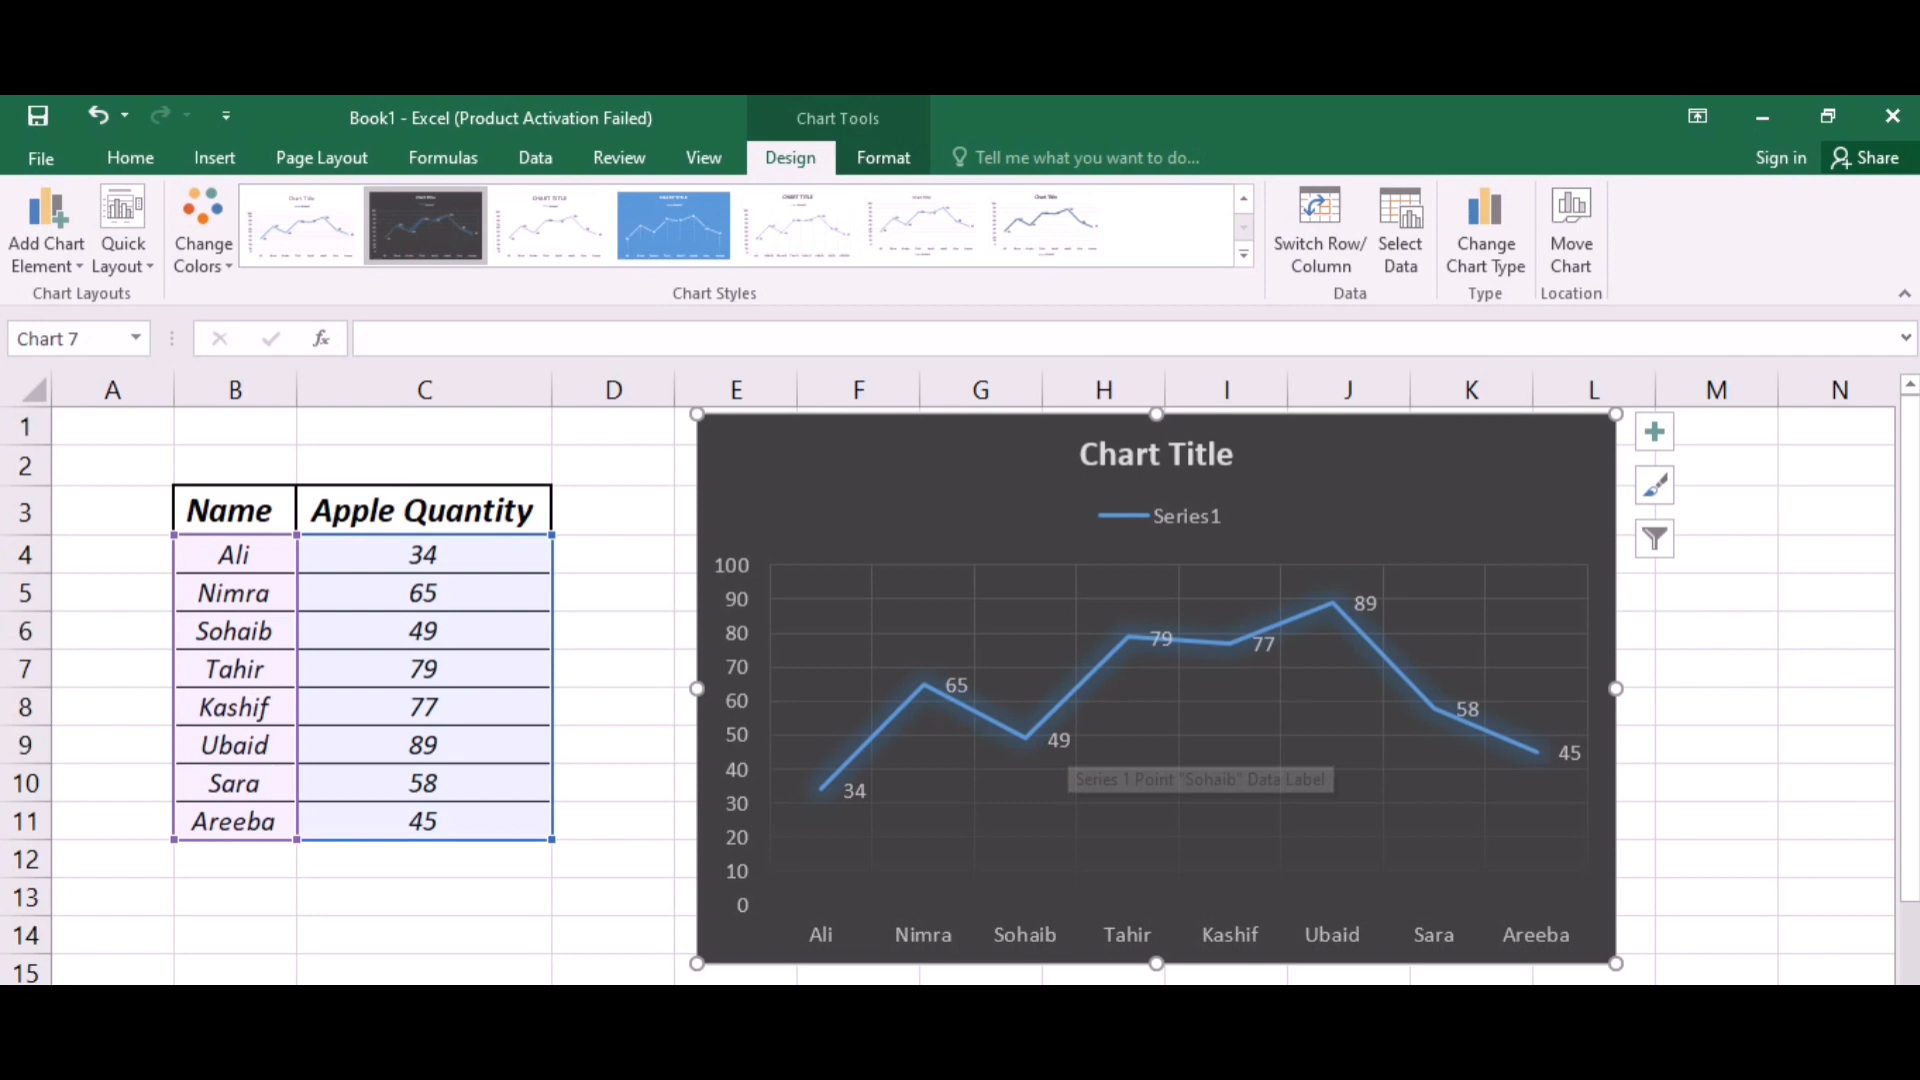 Book1 - Excel (Product Activation Failed)
Chart Tools
File Home Insert Page Layout Formulas Data Review View Design Format Tell me what you want to do... Sign in Share
Add Chart Element Quick Layout Change Colors Switch Row/ Column Select Data Change Chart Type Move Chart
Chart Layouts Chart Styles Data Type Location
Chart 7 fx
A B C D E F G H I J K L M N
1
2
3 Name Apple Quantity
4 Ali 34
5 Nimra 65
6 Sohaib 49
7 Tahir 79
8 Kashif 77
9 Ubaid 89
10 Sara 58
11 Areeba 45
12
13
14
15
Chart Title
Series1
100
90
80
70
60
50
40
30
20
10
0
34 65 49 79 77 89 58 45
Series 1 Point "Sohaib" Data Label
Ali Nimra Sohaib Tahir Kashif Ubaid Sara Areeba